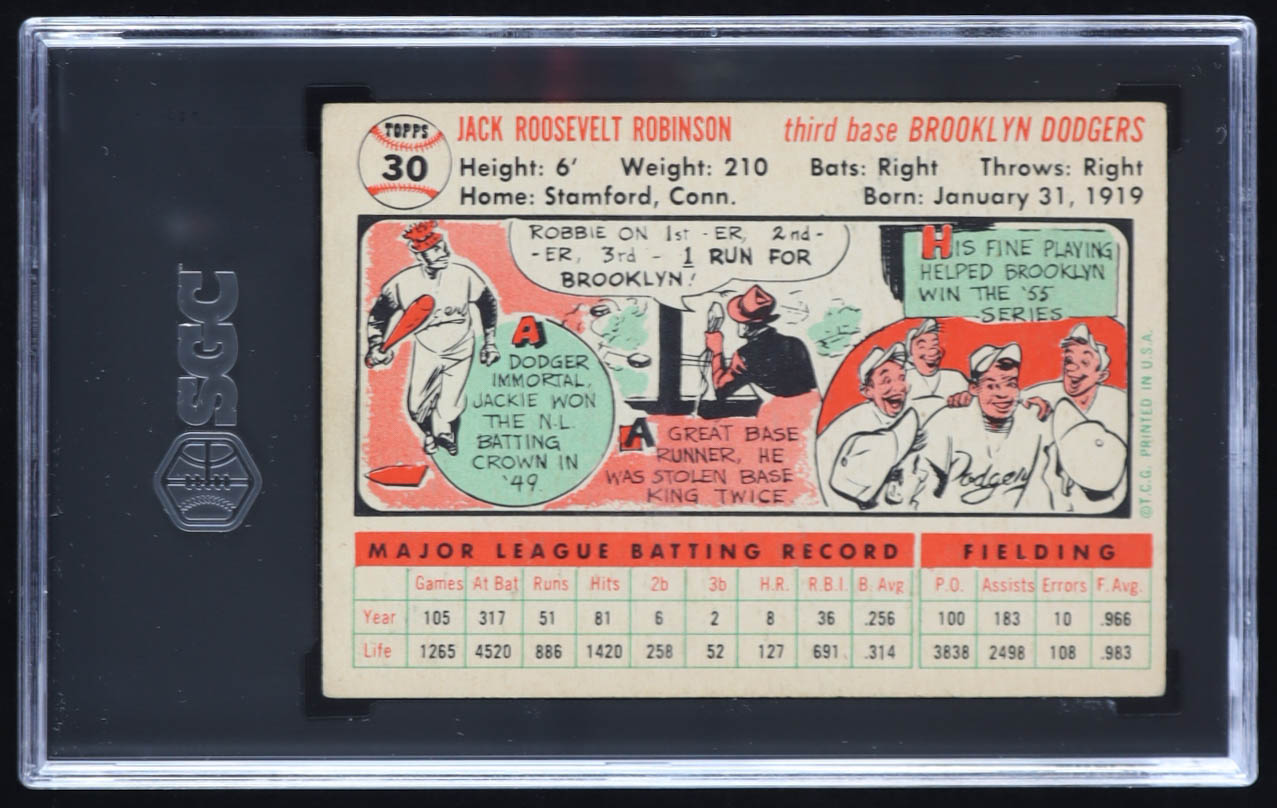 SGC
TOPPS
30
JACK ROOSEVELT ROBINSON third base BROOKLYN DODGERS
Height: 6' Weight: 210 Bats: Right Throws: Right
Home: Stamford, Conn. Born: January 31, 1919
ROBBIE ON 1st -ER, 2nd-
-ER, 3rd - 1 RUN FOR
BROOKLYN!
A
DODGER
IMMORTAL,
JACKIE WON
THE N.L.
BATTING
CROWN IN
'49.
A GREAT BASE
RUNNER, HE
WAS STOLEN BASE
KING TWICE
HIS FINE PLAYING
HELPED BROOKLYN
WIN THE '55
SERIES
Dodgers
©T.C.G. PRINTED IN U.S.A.
MAJOR LEAGUE BATTING RECORD FIELDING
Games At Bat Runs Hits 2b 3b H.R. R.B.I. B. Avg P.O. Assists Errors F. Avg.
Year 105 317 51 81 6 2 8 36 .256 100 183 10 .966
Life 1265 4520 886 1420 258 52 127 691 .314 3838 2498 108 .983